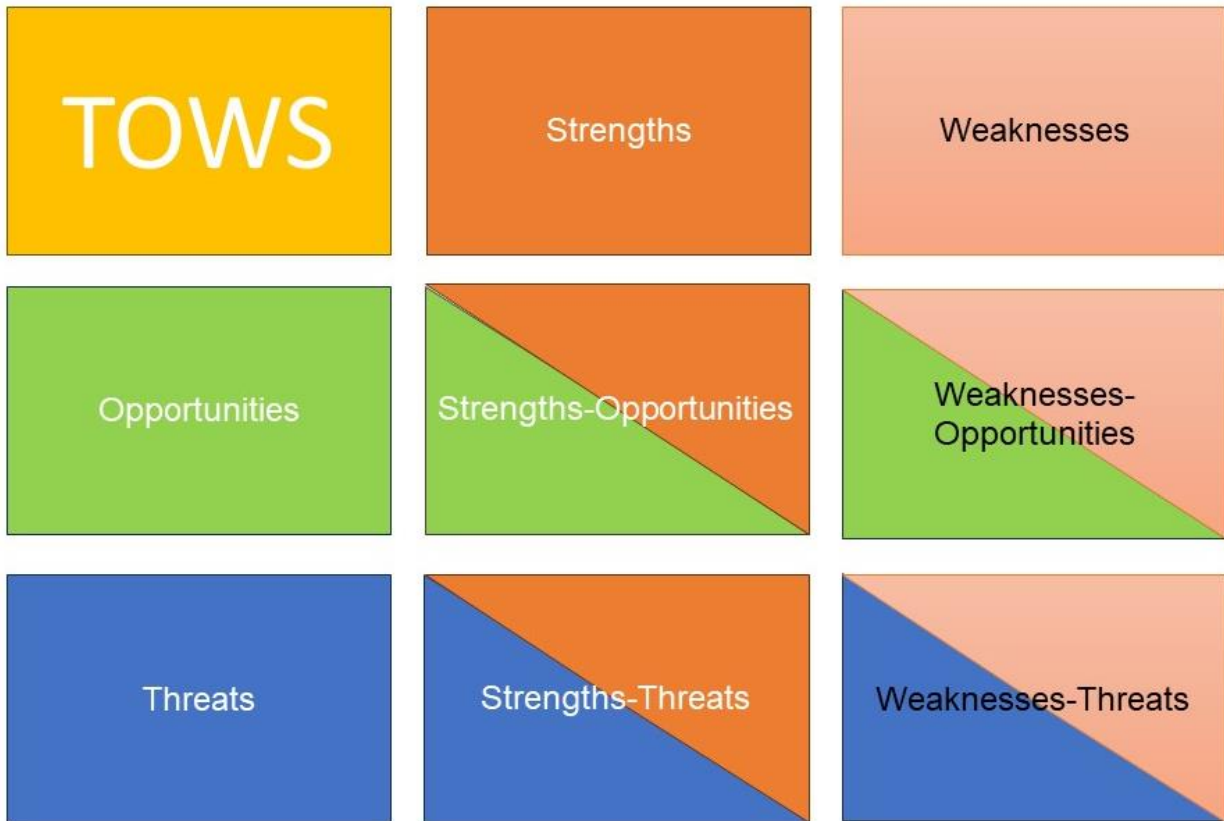 TOWS
Strengths
Weaknesses
Opportunities
Strengths-Opportunities
Weaknesses-
Opportunities
Threats
Strengths-Threats
Weaknesses-Threats